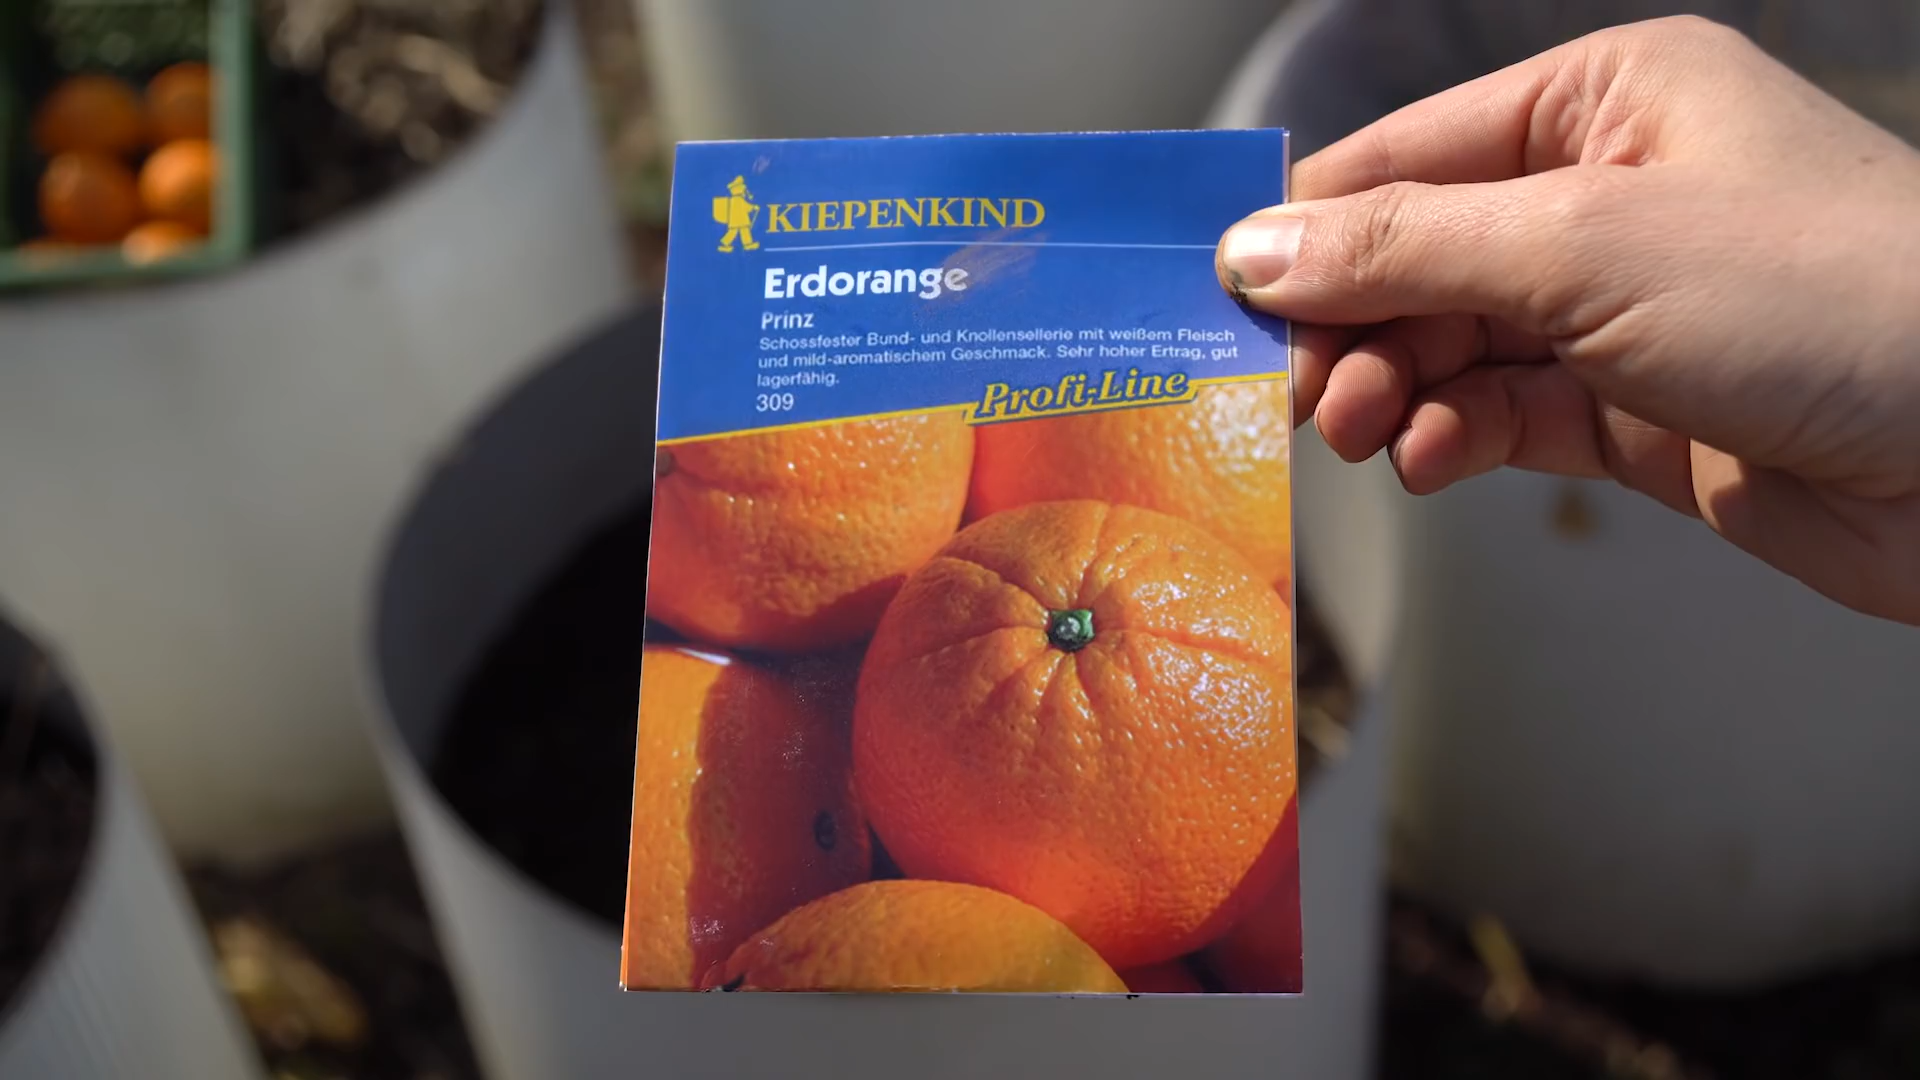 KIEPENKIND
Erdorange
Prinz
Schossfester Bund- und Knollensellerie mit weißem Fleisch
und mild-aromatischem Geschmack. Sehr hoher Ertrag, gut
lagerfähig.
309
Profi-Line